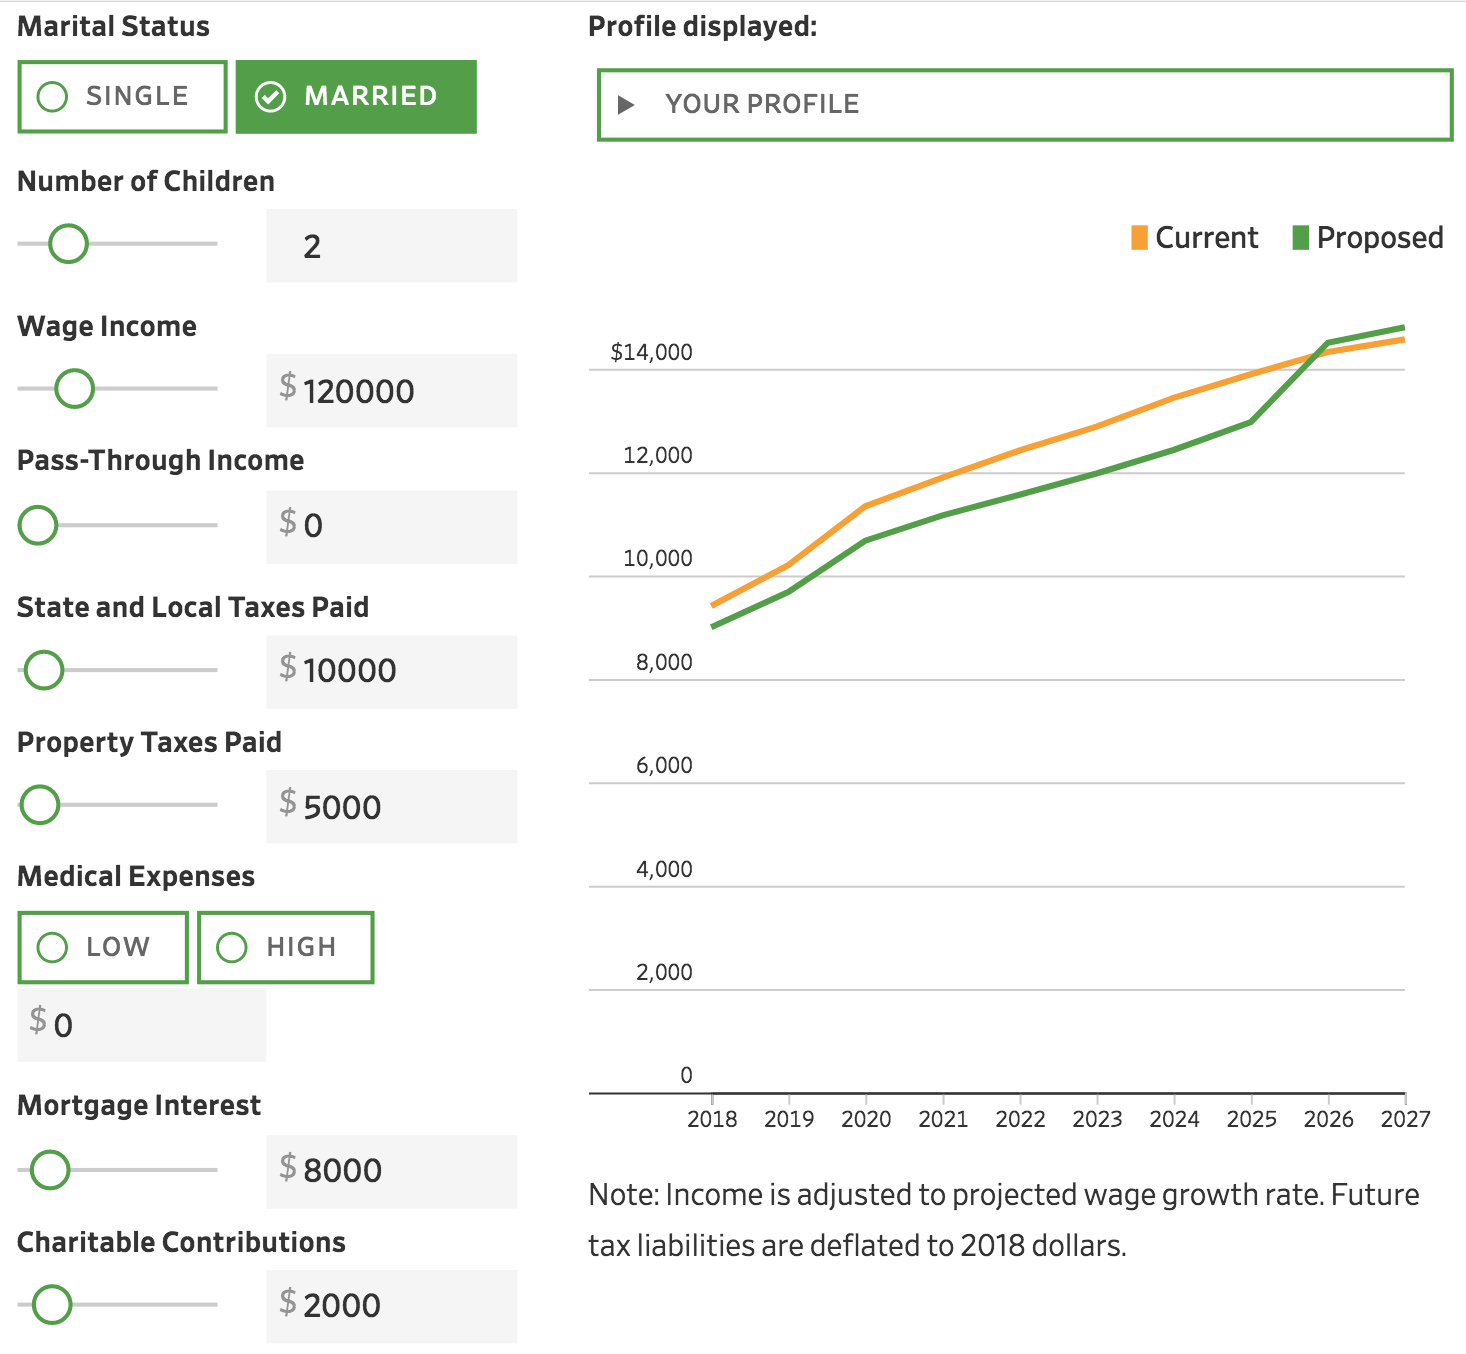 Marital Status
SINGLE
MARRIED
Number of Children
2
Wage Income
$ 120000
Pass-Through Income
$ 0
State and Local Taxes Paid
$ 10000
Property Taxes Paid
$ 5000
Medical Expenses
LOW
HIGH
$ 0
Mortgage Interest
$ 8000
Charitable Contributions
$ 2000
Profile displayed:
YOUR PROFILE
Current Proposed
$14,000
12,000
10,000
8,000
6,000
4,000
2,000
0
2018 2019 2020 2021 2022 2023 2024 2025 2026 2027
Note: Income is adjusted to projected wage growth rate. Future
tax liabilities are deflated to 2018 dollars.